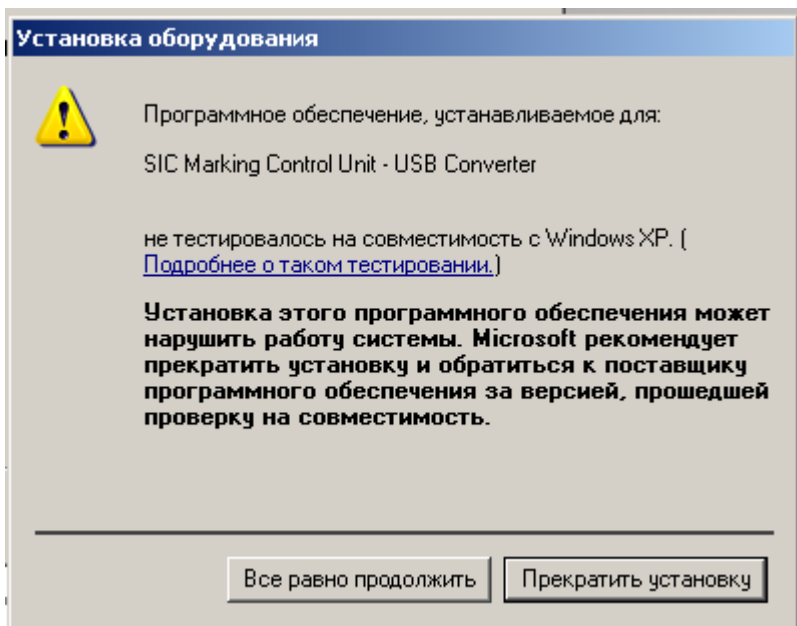 Установка оборудования
Программное обеспечение, устанавливаемое для:
SIC Marking Control Unit - USB Converter
не тестировалось на совместимость с Windows XP. (
Подробнее о таком тестировании.)
Установка этого программного обеспечения может
нарушить работу системы. Microsoft рекомендует
прекратить установку и обратиться к поставщику
программного обеспечения за версией, прошедшей
проверку на совместимость.
Все равно продолжить
Прекратить установку